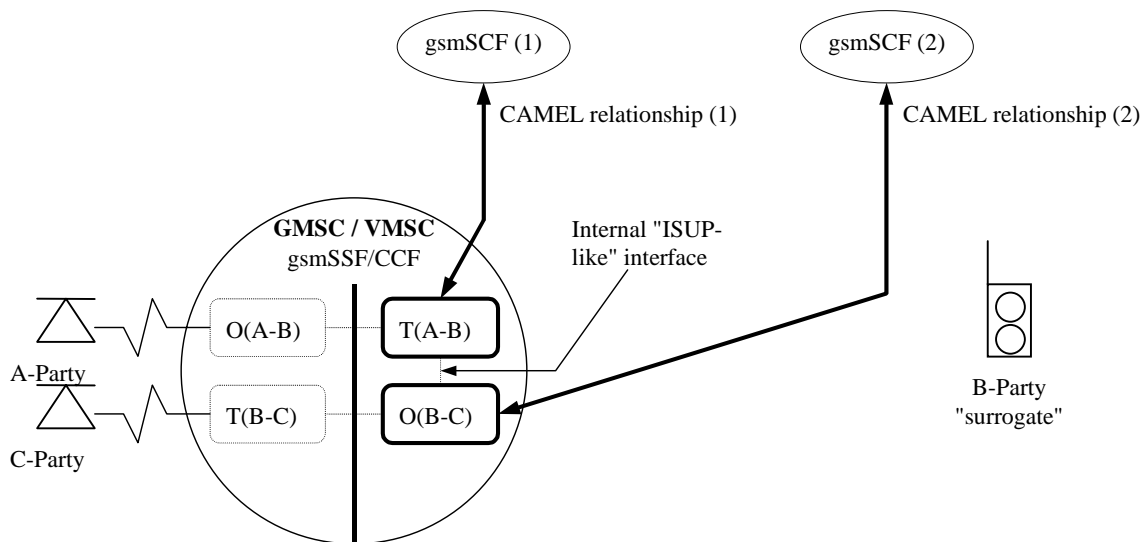 gsmSCF (1)
gsmSCF (2)
CAMEL relationship (1)
CAMEL relationship (2)
GMSC / VMSC
gsmSSF/CCF
Internal "ISUP-
like" interface
O(A-B)
T(A-B)
A-Party
T(B-C)
O(B-C)
C-Party
B-Party
"surrogate"